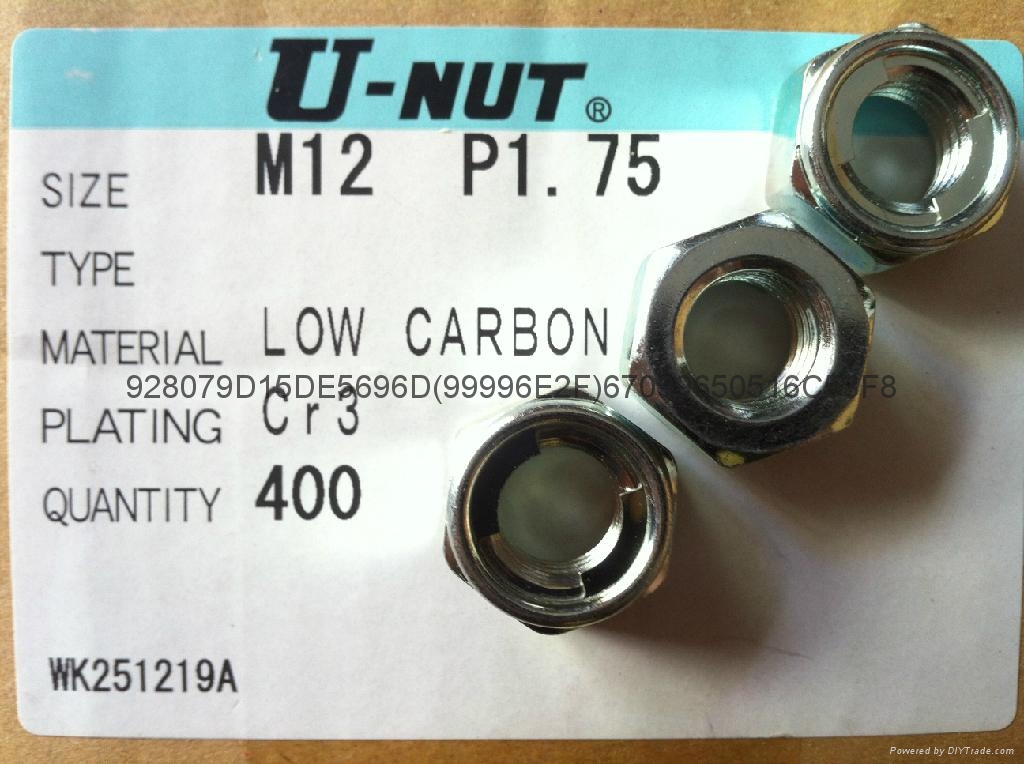 U-NUT®
SIZE M12 P1.75
TYPE
MATERIAL LOW CARBON
PLATING Cr3
QUANTITY 400
WK251219A
Powered by DIYTrade.com